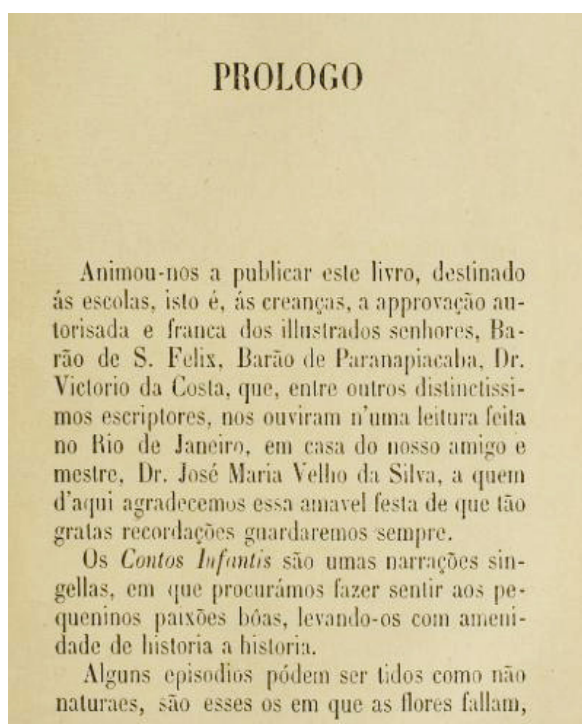 PROLOGO
Animou-nos a publicar este livro, destinado
ás escolas, isto é, ás creanças, a approvação au-
torisada e franca dos illustrados senhores, Ba-
rão de S. Felix, Barão de Paranapiacaba, Dr.
Victorio da Costa, que, entre outros distinctissi-
mos escriptores, nos ouviram n'uma leitura feita
no Rio de Janeiro, em casa do nosso amigo e
mestre, Dr. José Maria Velho da Silva, a quem
d'aqui agradecemos essa amavel festa de que tão
gratas recordações guardaremos sempre.
Os Contos Infantis são umas narrações sin-
gellas, em que procurámos fazer sentir aos pe-
queninos paixões bôas, levando-os com ameni-
dade de historia a historia.
Alguns episodios pódem ser tidos como não
naturaes, são esses os em que as flores fallam,